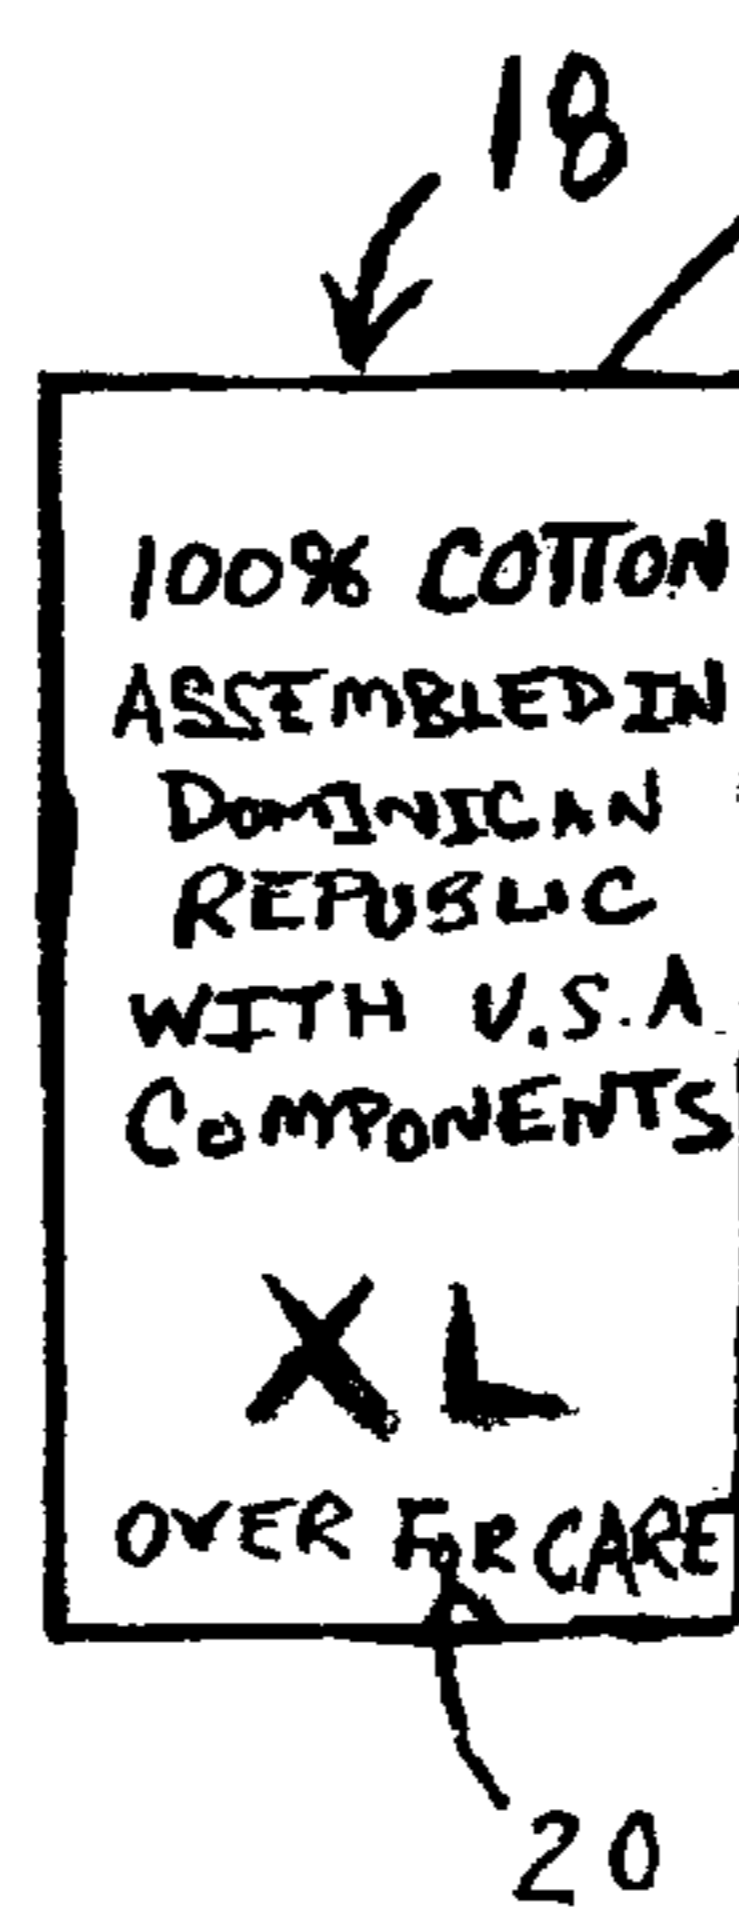 18
100% COTTON
ASSEMBLED IN
DOMINICAN
REPUBLIC
WITH U.S.A.
COMPONENTS
XL
OVER FOR CARE
20